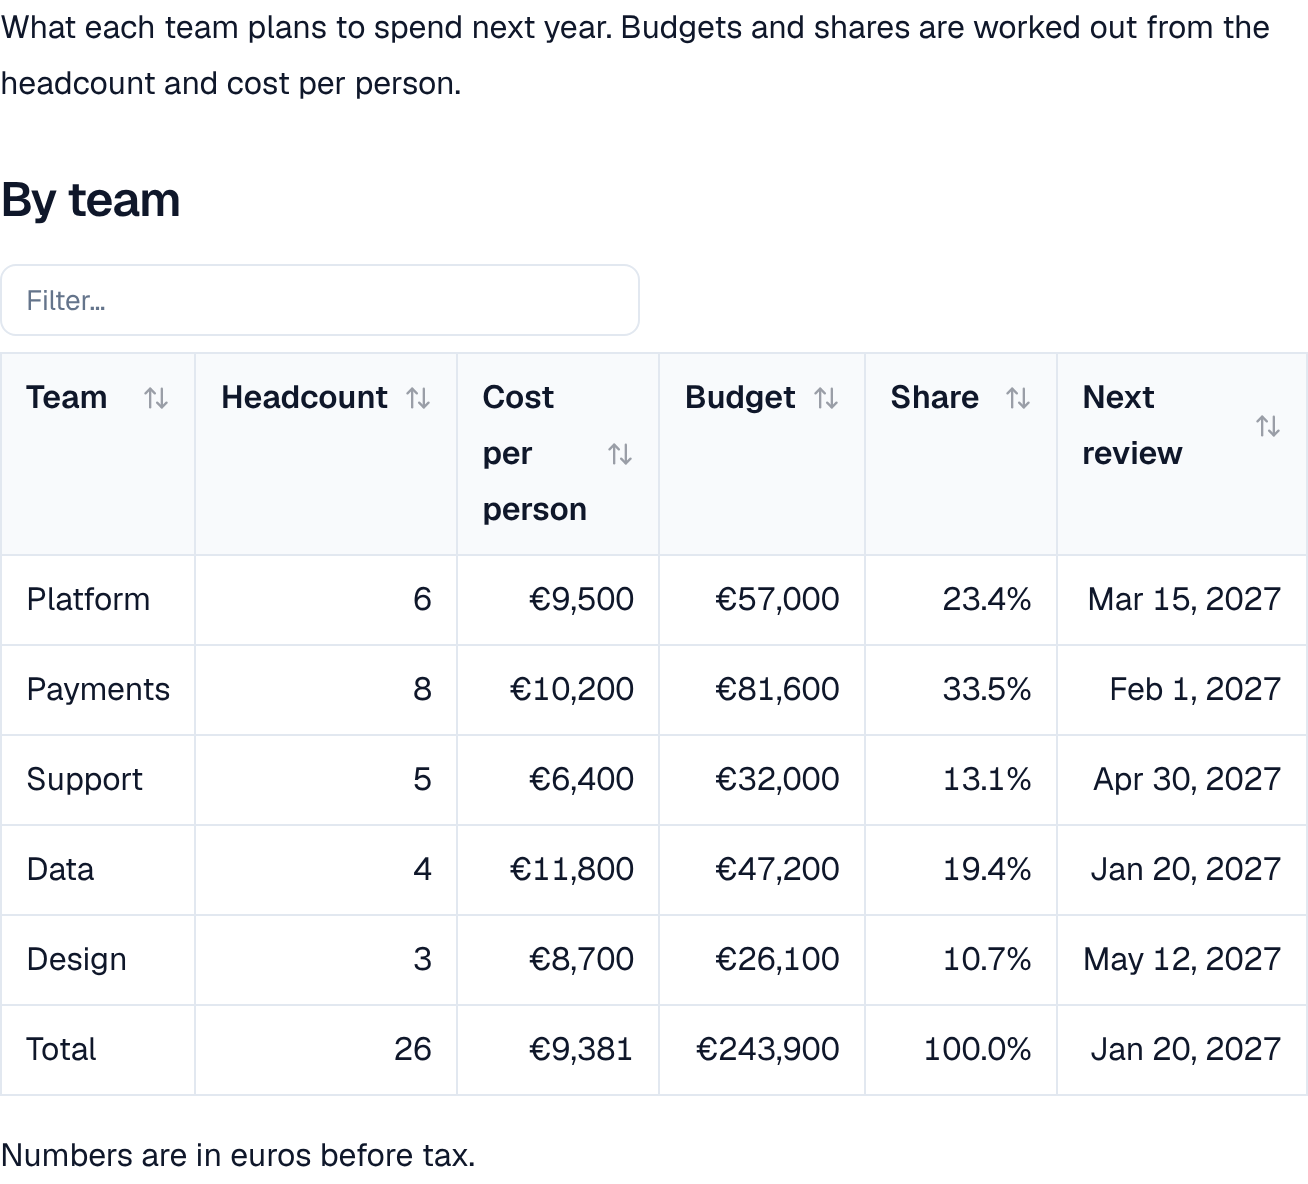 What each team plans to spend next year. Budgets and shares are worked out from the
headcount and cost per person.
By team
Filter...
Team Headcount Cost per person Budget Share Next review
Platform 6 €9,500 €57,000 23.4% Mar 15, 2027
Payments 8 €10,200 €81,600 33.5% Feb 1, 2027
Support 5 €6,400 €32,000 13.1% Apr 30, 2027
Data 4 €11,800 €47,200 19.4% Jan 20, 2027
Design 3 €8,700 €26,100 10.7% May 12, 2027
Total 26 €9,381 €243,900 100.0% Jan 20, 2027
Numbers are in euros before tax.